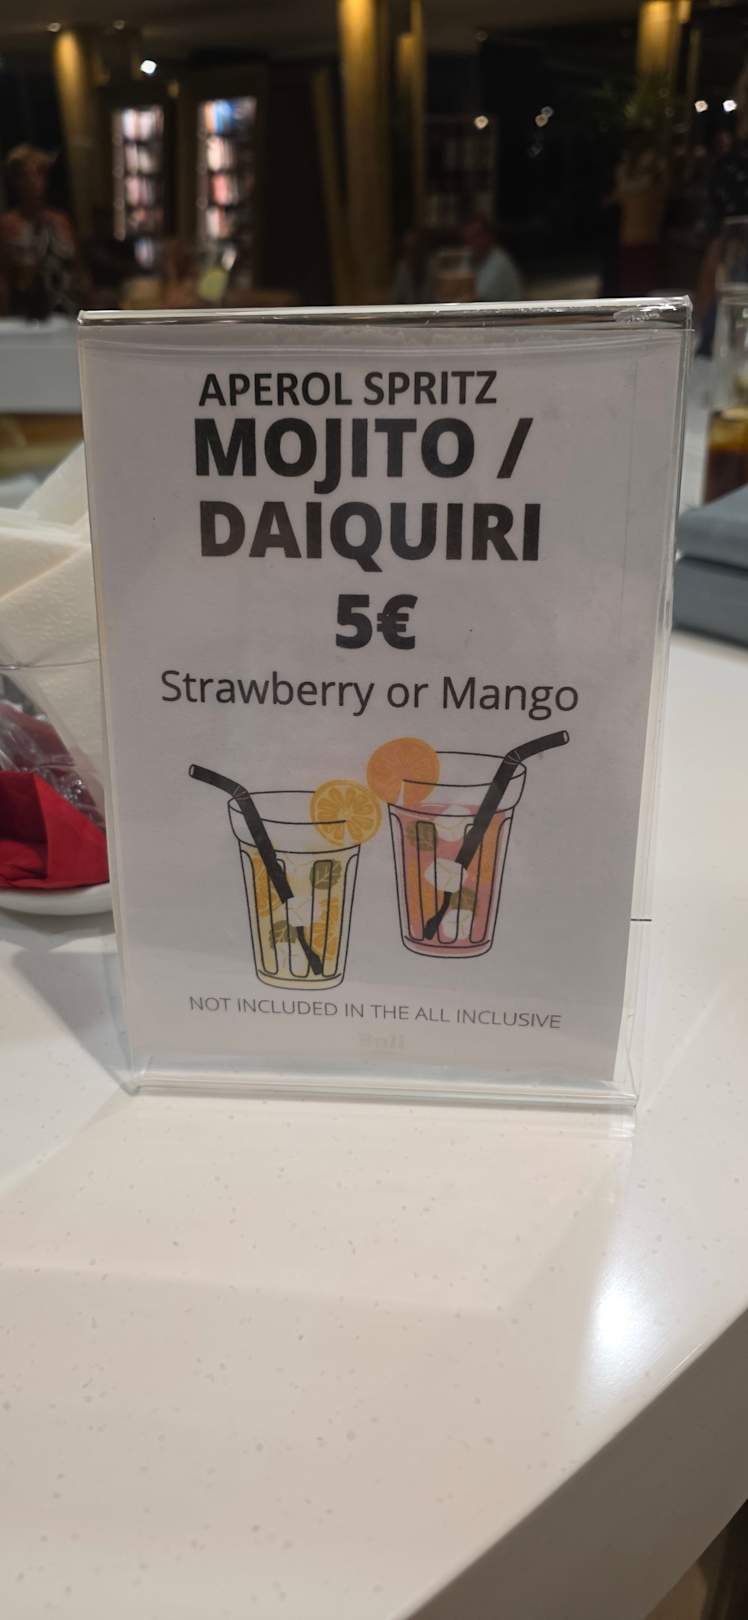 APEROL SPRITZ
MOJITO /
DAIQUIRI
5€
Strawberry or Mango
NOT INCLUDED IN THE ALL INCLUSIVE